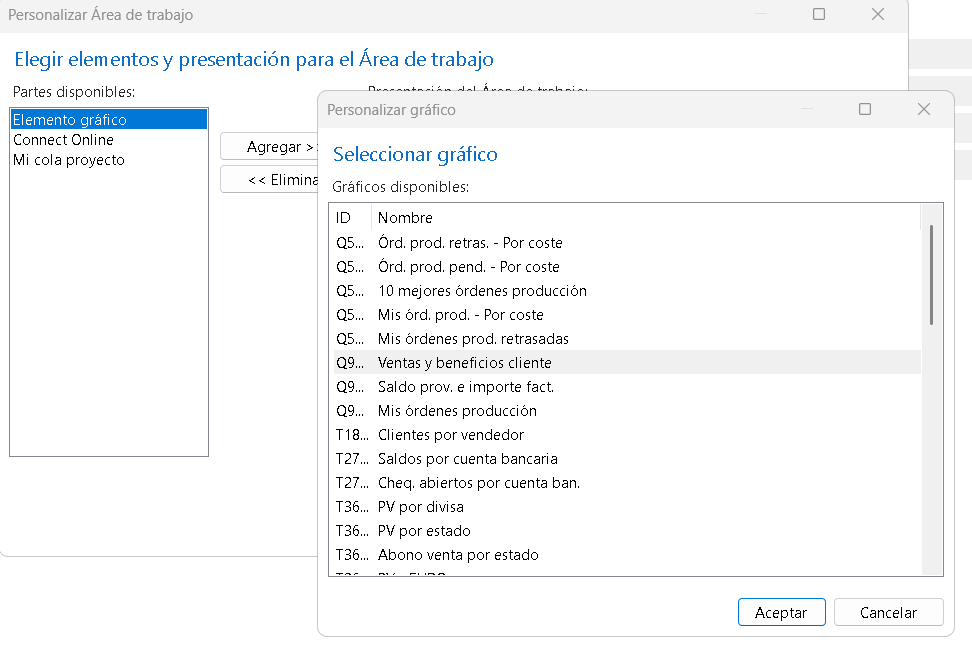 Personalizar Área de trabajo
Elegir elementos y presentación para el Área de trabajo
Partes disponibles:
Presentación del Área de trabajo:
Elemento gráfico
Connect Online
Mi cola proyecto
Agregar >
<< Elimina
Personalizar gráfico
Seleccionar gráfico
Gráficos disponibles:
ID Nombre
Q5... Órd. prod. retras. - Por coste
Q5... Órd. prod. pend. - Por coste
Q5... 10 mejores órdenes producción
Q5... Mis órd. prod. - Por coste
Q5... Mis órdenes prod. retrasadas
Q9... Ventas y beneficios cliente
Q9... Saldo prov. e importe fact.
Q9... Mis órdenes producción
T18... Clientes por vendedor
T27... Saldos por cuenta bancaria
T27... Cheq. abiertos por cuenta ban.
T36... PV por divisa
T36... PV por estado
T36... Abono venta por estado
Aceptar Cancelar